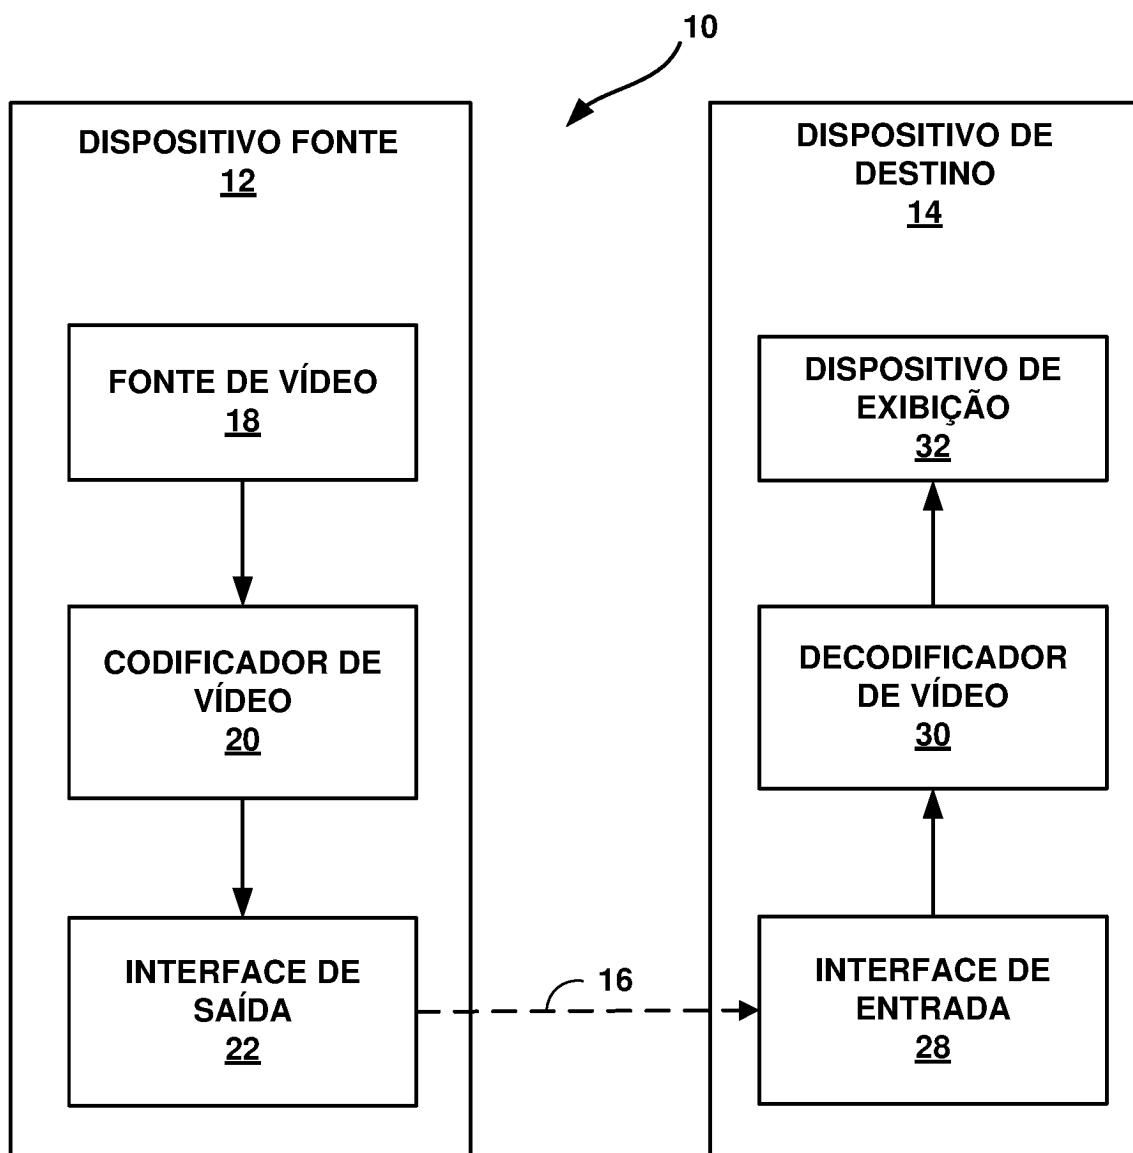 10
DISPOSITIVO FONTE
12
FONTE DE VÍDEO
18
CODIFICADOR DE
VÍDEO
20
INTERFACE DE
SAÍDA
22
16
DISPOSITIVO DE
DESTINO
14
DISPOSITIVO DE
EXIBIÇÃO
32
DECODIFICADOR
DE VÍDEO
30
INTERFACE DE
ENTRADA
28